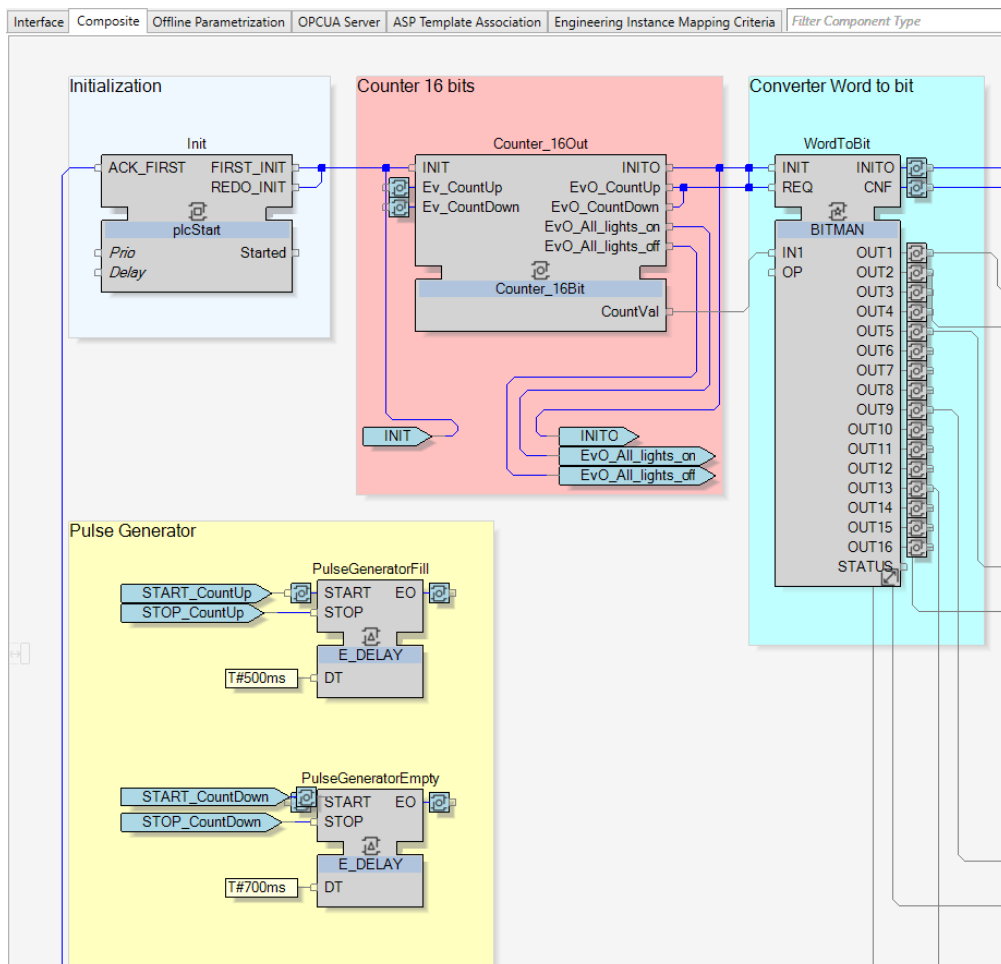 Interface Composite Offline Parametrization OPCUA Server ASP Template Association Engineering Instance Mapping Criteria Filter Component Type
Initialization
Init
ACK_FIRST FIRST_INIT
REDO_INIT
plcStart
Prio Started
Delay
Counter 16 bits
Counter_16Out
INIT INITO
Ev_CountUp EvO_CountUp
Ev_CountDown EvO_CountDown
EvO_All_lights_on
EvO_All_lights_off
Counter_16Bit
CountVal
INIT
INITO
EvO_All_lights_on
EvO_All_lights_off
Converter Word to bit
WordToBit
INIT INITO
REQ CNF
BITMAN
IN1 OUT1
OP OUT2
OUT3
OUT4
OUT5
OUT6
OUT7
OUT8
OUT9
OUT10
OUT11
OUT12
OUT13
OUT14
OUT15
OUT16
STATUS
Pulse Generator
PulseGeneratorFill
START_CountUp START EO
STOP_CountUp STOP
E_DELAY
T#500ms DT
PulseGeneratorEmpty
START_CountDown START EO
STOP_CountDown STOP
E_DELAY
T#700ms DT